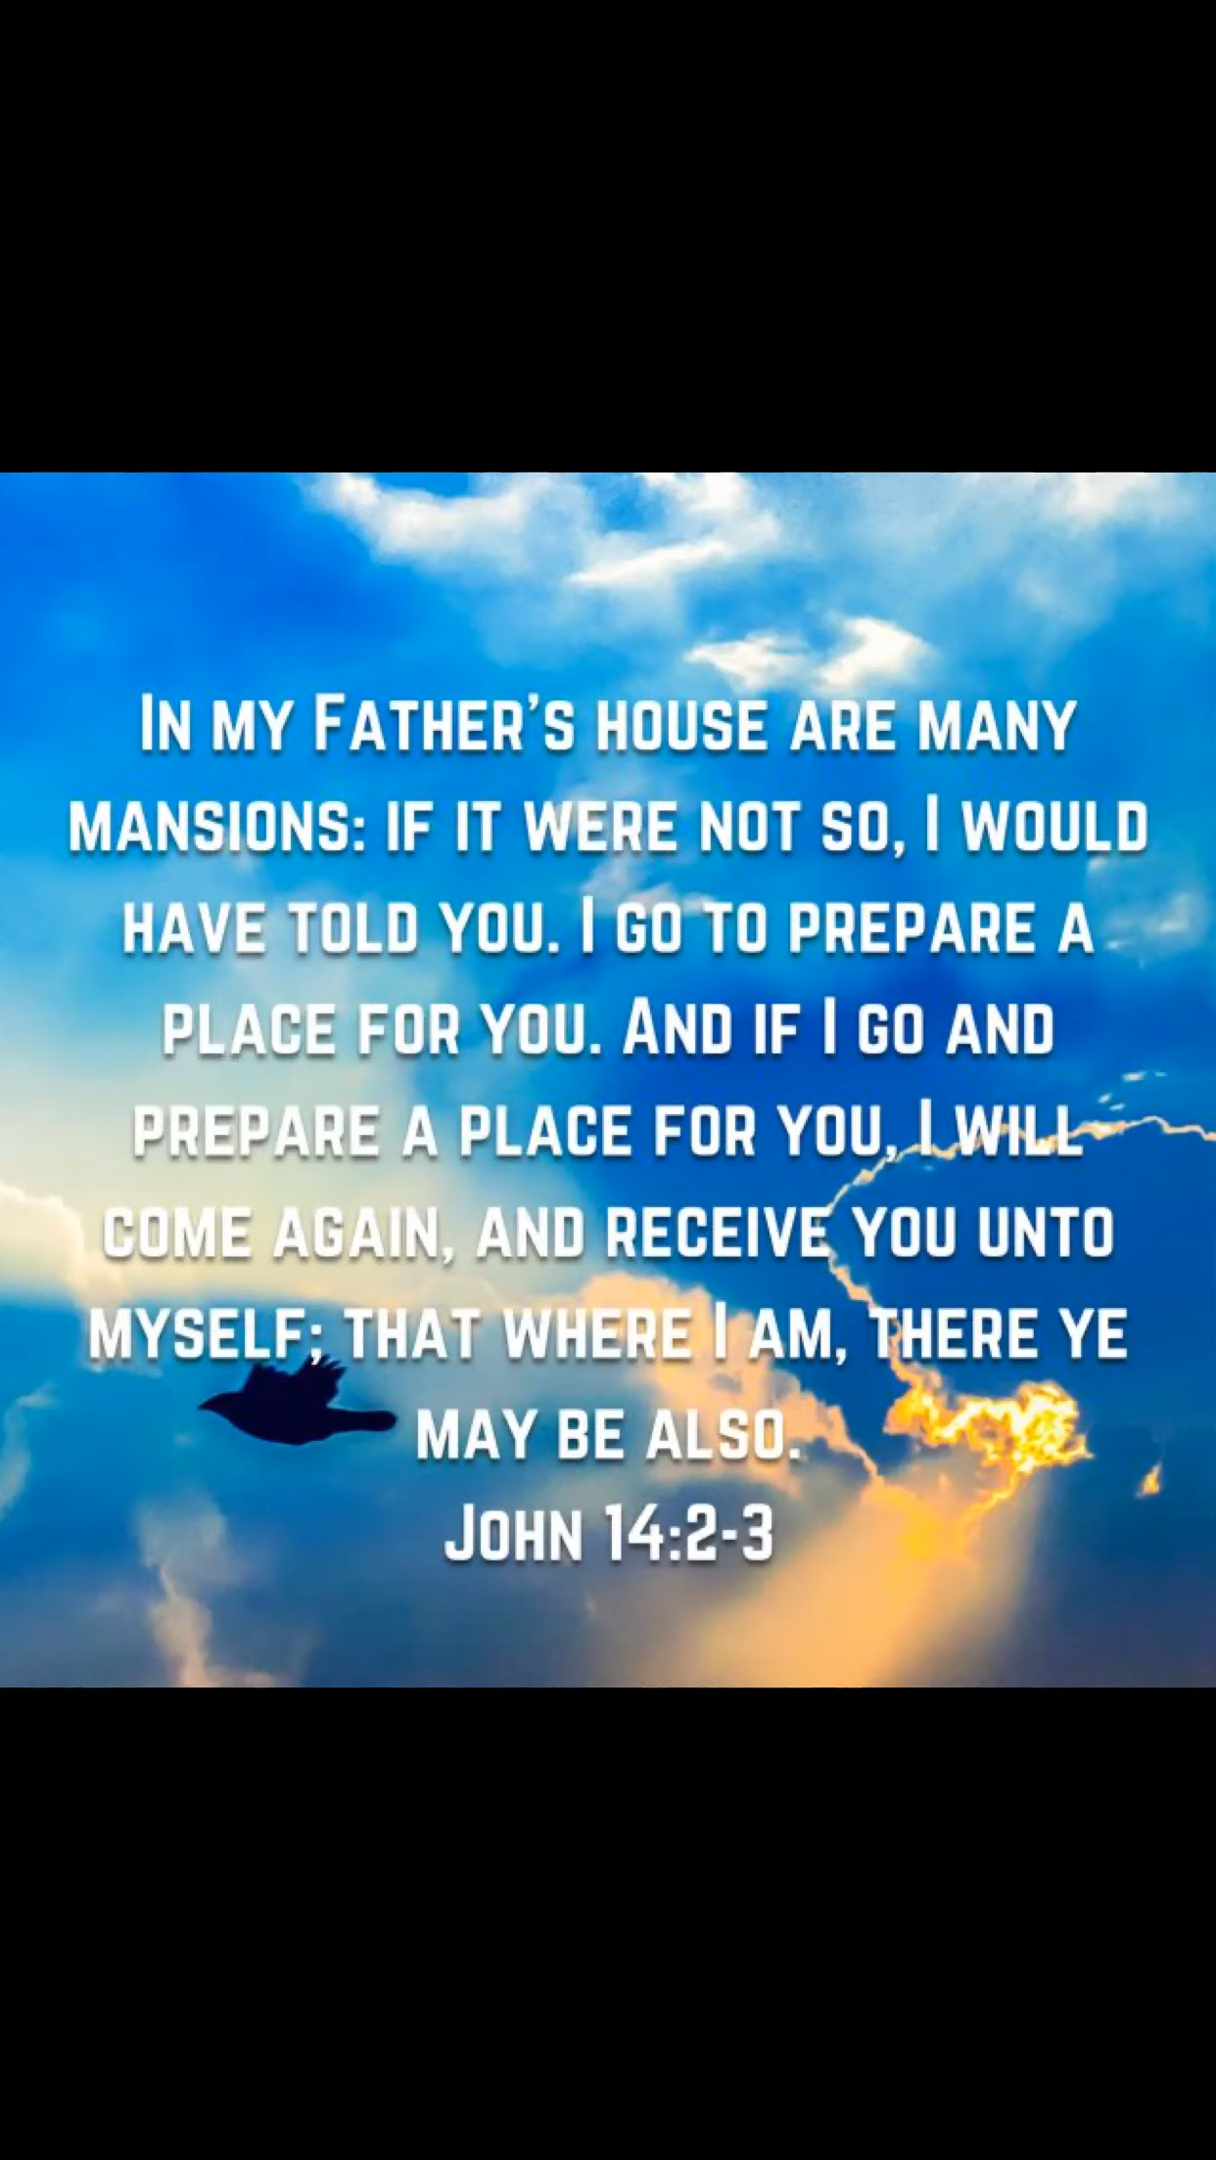 In my Father’s house are many
mansions: if it were not so, I would
have told you. I go to prepare a
place for you. And if I go and
prepare a place for you, I will
come again, and receive you unto
myself; that where I am, there ye
may be also.
John 14:2-3